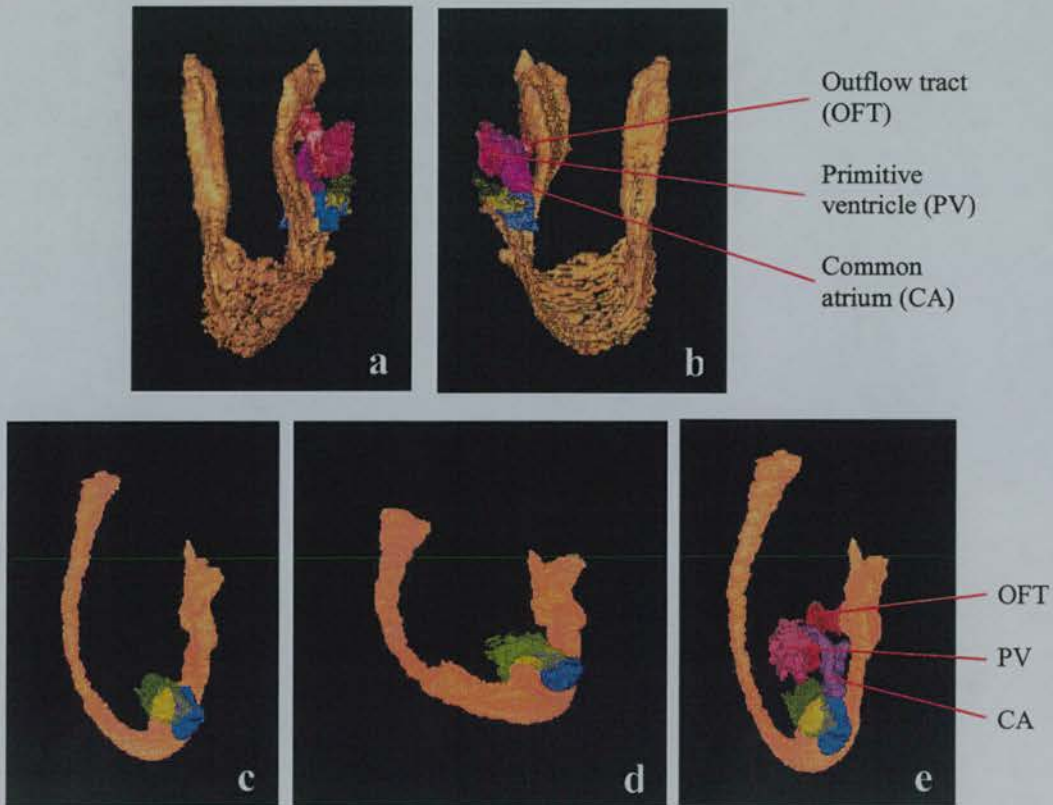 Outflow tract
(OFT)
Primitive
ventricle (PV)
Common
atrium (CA)
a
b
OFT
PV
CA
c
d
e